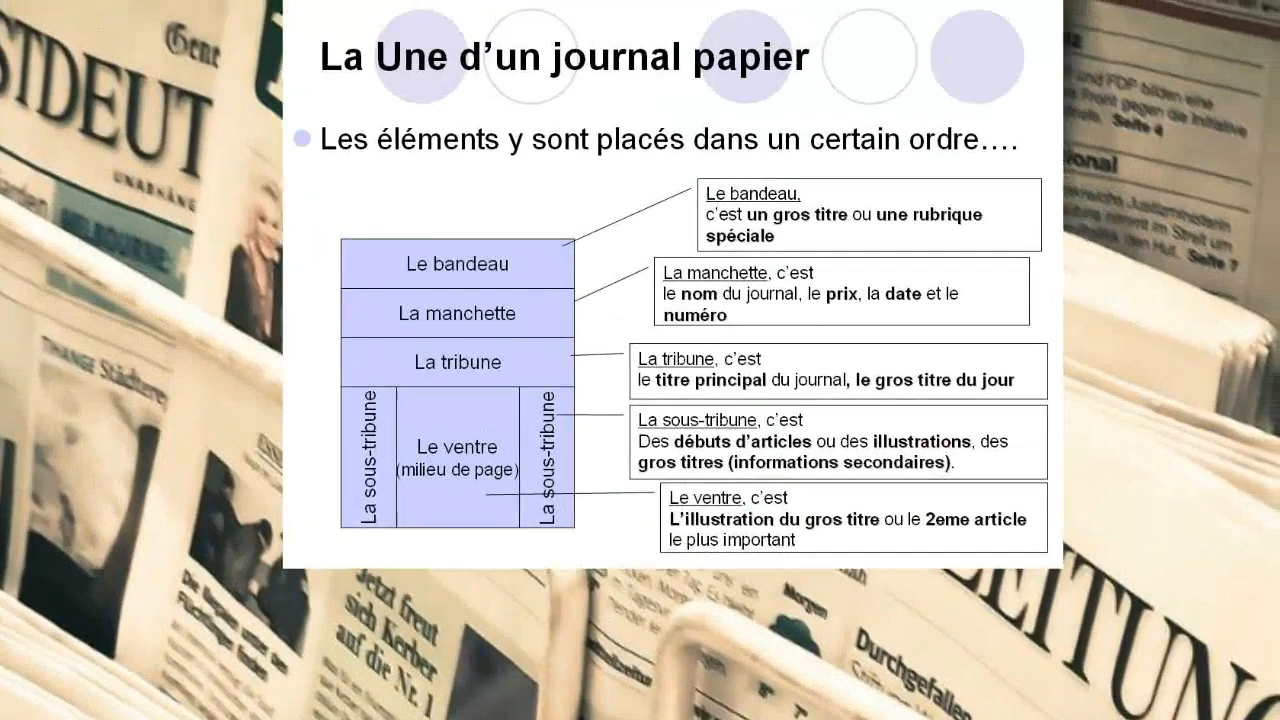 La Une d'un journal papier
Les éléments y sont placés dans un certain ordre….
Le bandeau,
c'est un gros titre ou une rubrique
spéciale
Le bandeau
La manchette, c'est
le nom du journal, le prix, la date et le
numéro
La manchette
La tribune, c'est
le titre principal du journal, le gros titre du jour
La tribune
La sous-tribune
Le ventre
(milieu de page)
La sous-tribune
La sous-tribune, c'est
Des débuts d'articles ou des illustrations, des
gros titres (informations secondaires).
Le ventre, c'est
L'illustration du gros titre ou le 2eme article
le plus important
STDEUT
UNABHÄNG
MELBOURNE
THANGE Städtere
Jetzt freut
sich Kerber
auf die Nr. 1
und FDP bilden eine
Front gegen die Initiative
Seite 4
ional
Seite 7
Morgen
Durchgefallen
EITUNG